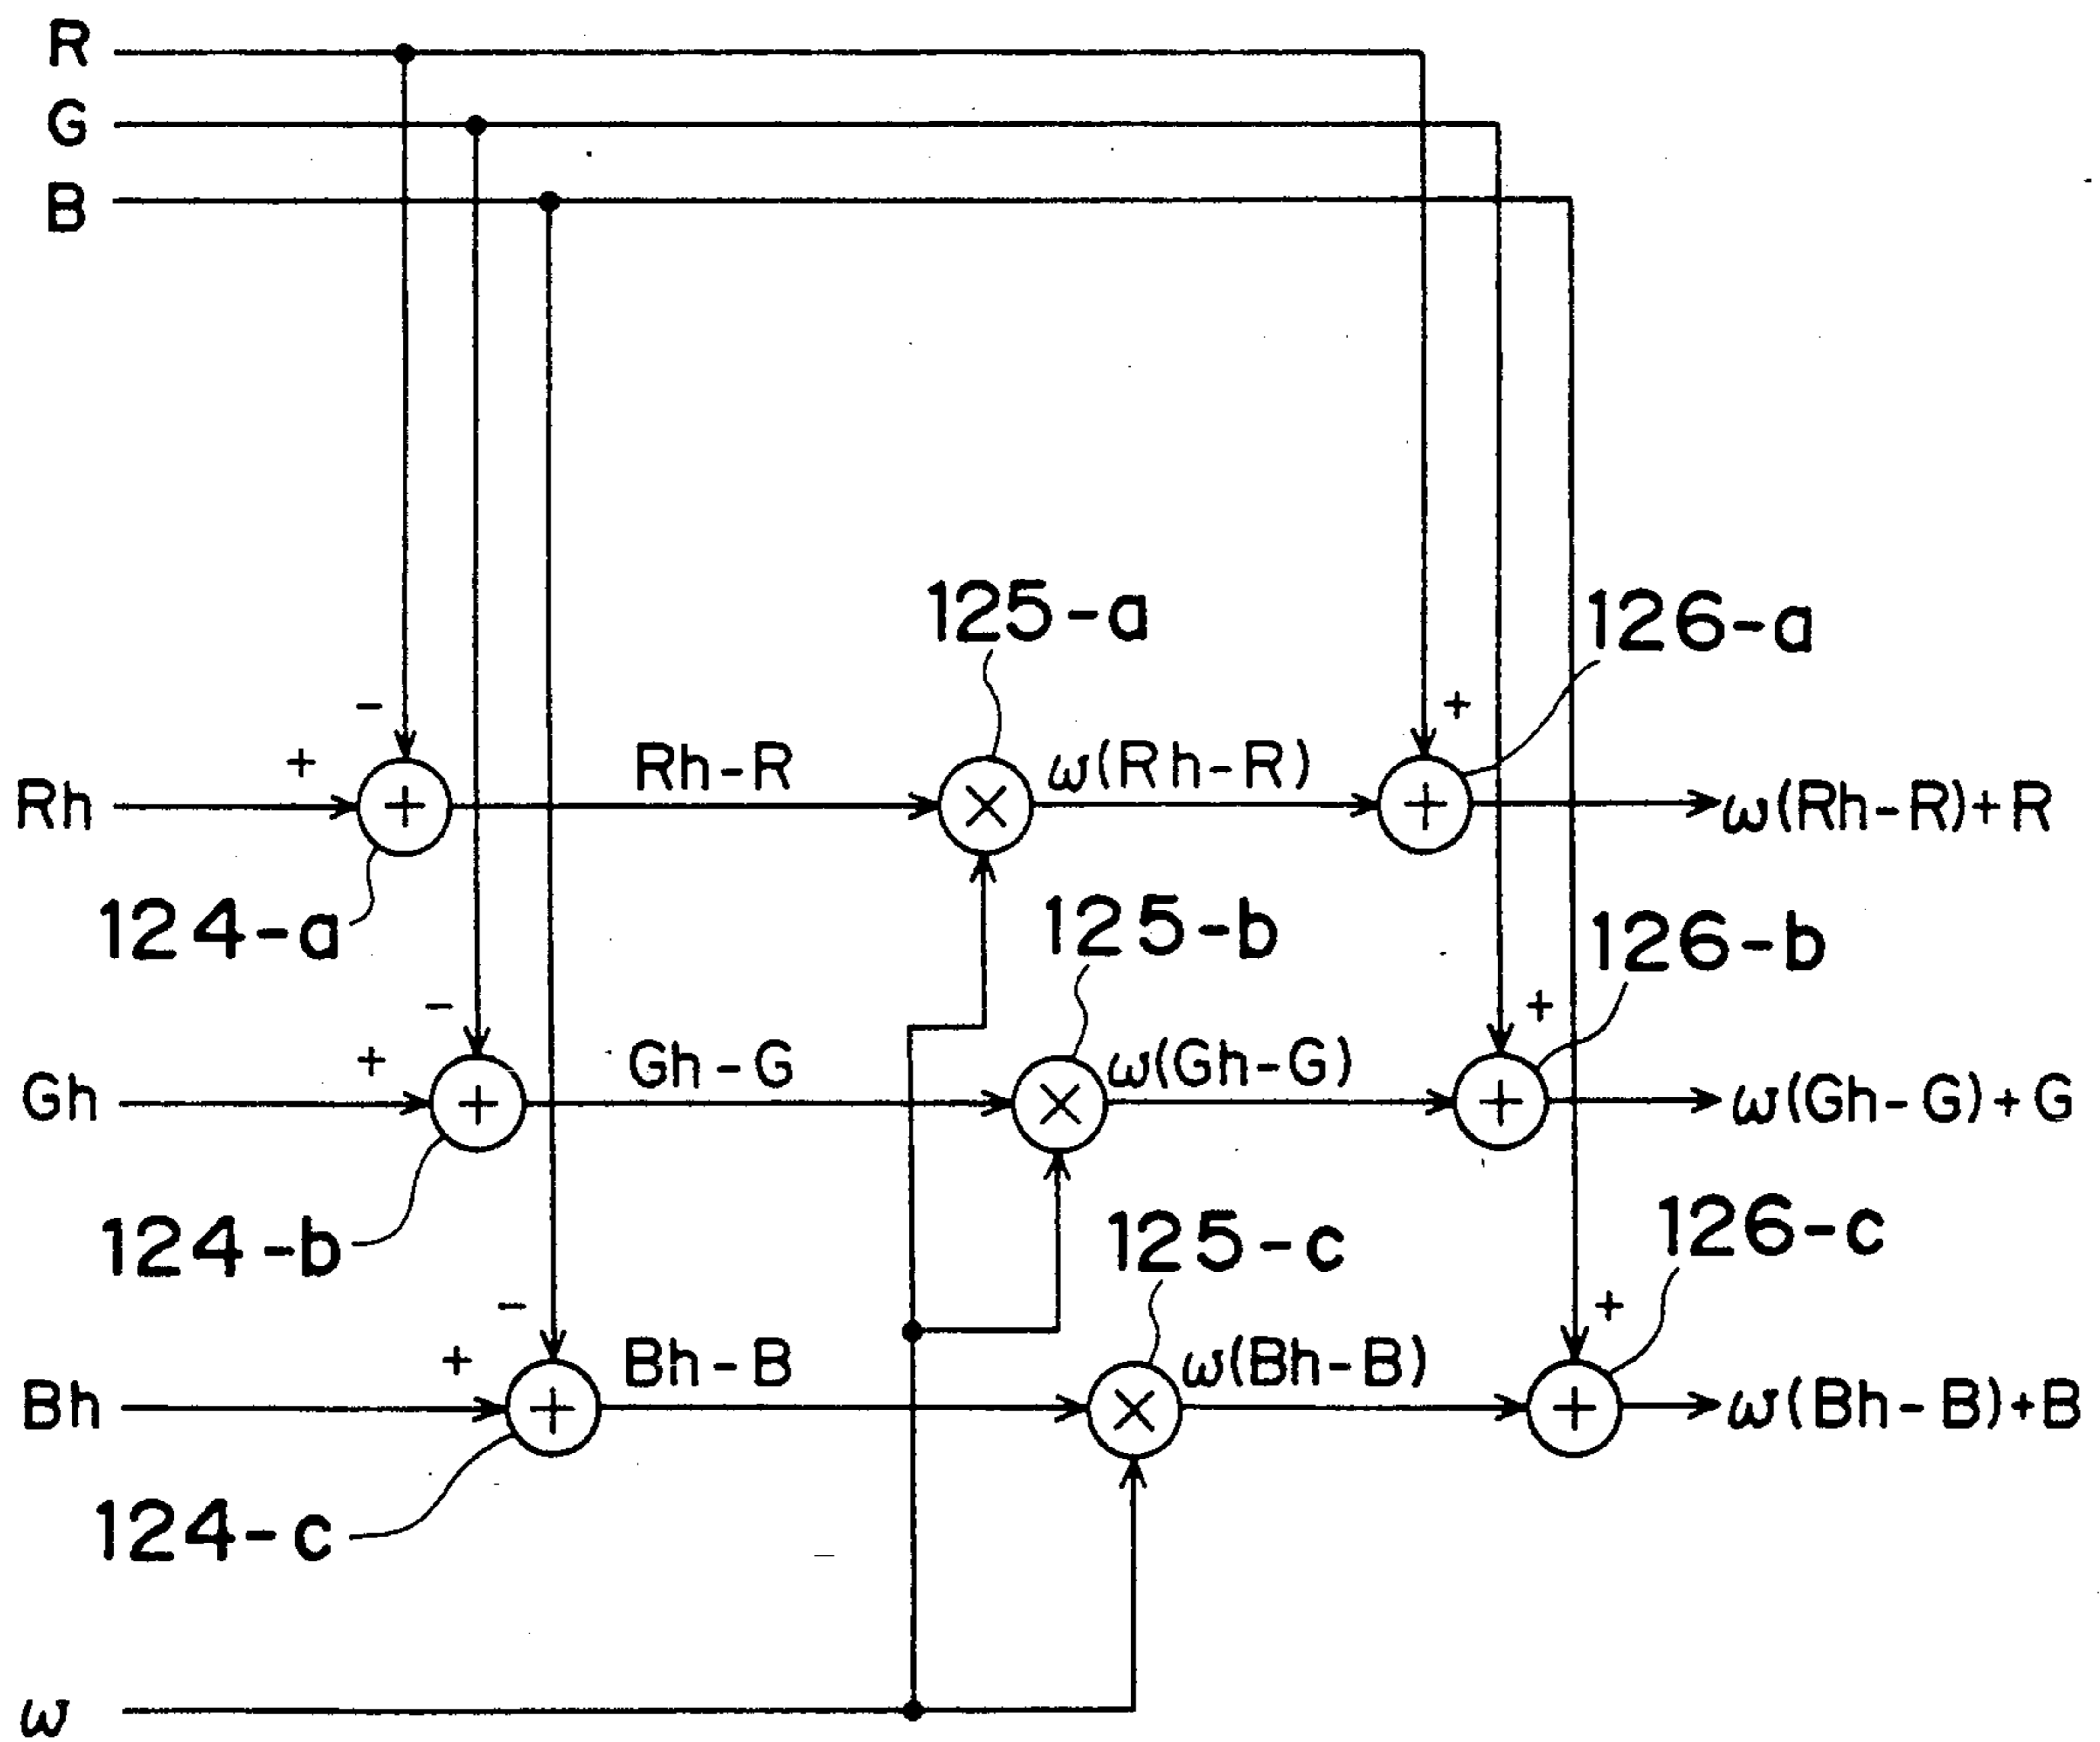 R
G
B
125-a
126-a
-
+
+
Rh-R
ω(Rh-R)
Rh
+
×
+
ω(Rh-R)+R
124-a
125-b
126-b
-
+
+
Gh-G
ω(Gh-G)
Gh
+
×
+
ω(Gh-G)+G
124-b
125-c
126-c
-
+
+
Bh-B
ω(Bh-B)
Bh
+
×
+
ω(Bh-B)+B
124-c
ω